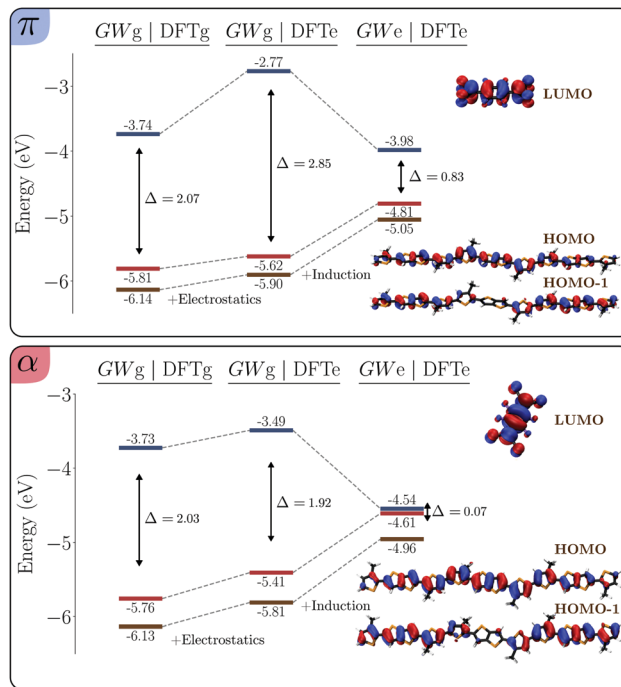 π
GWg | DFTg
GWg | DFTe
GWe | DFTe
Energy (eV)
−3
−4
−5
−6
-3.74
-2.77
-3.98
Δ = 2.07
Δ = 2.85
Δ = 0.83
-5.81
-6.14
-5.62
-5.90
-4.81
-5.05
+Electrostatics
+Induction
LUMO
HOMO
HOMO-1
α
GWg | DFTg
GWg | DFTe
GWe | DFTe
Energy (eV)
−3
−4
−5
−6
-3.73
-3.49
-4.54
Δ = 2.03
Δ = 1.92
Δ = 0.07
-5.76
-6.13
-5.41
-5.81
-4.61
-4.96
+Electrostatics
+Induction
LUMO
HOMO
HOMO-1